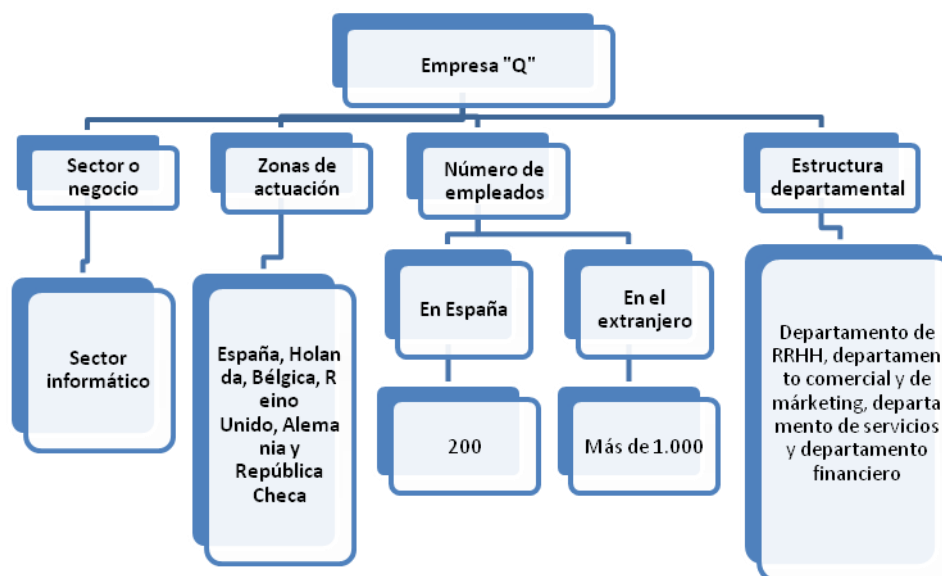 Empresa "Q"
Sector o
negocio
Zonas de
actuación
Número de
empleados
Estructura
departamental
Sector
informático
España, Holan
da, Bélgica, R
eino
Unido, Alema
nia y
República
Checa
En España
En el
extranjero
200
Más de 1.000
Departamento de
RRHH, departamen
to comercial y de
márketing, departa
mento de servicios
y departamento
financiero